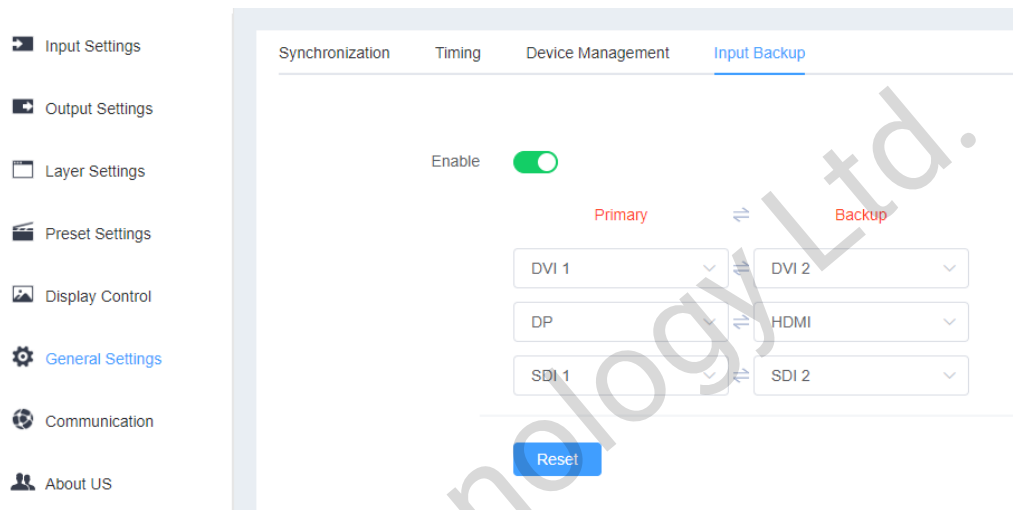 Input Settings
Output Settings
Layer Settings
Preset Settings
Display Control
General Settings
Communication
About US
Synchronization Timing Device Management Input Backup
Enable
Primary ⇌ Backup
DVI 1 ⇌ DVI 2
DP ⇌ HDMI
SDI 1 ⇌ SDI 2
Reset
nology Ltd.